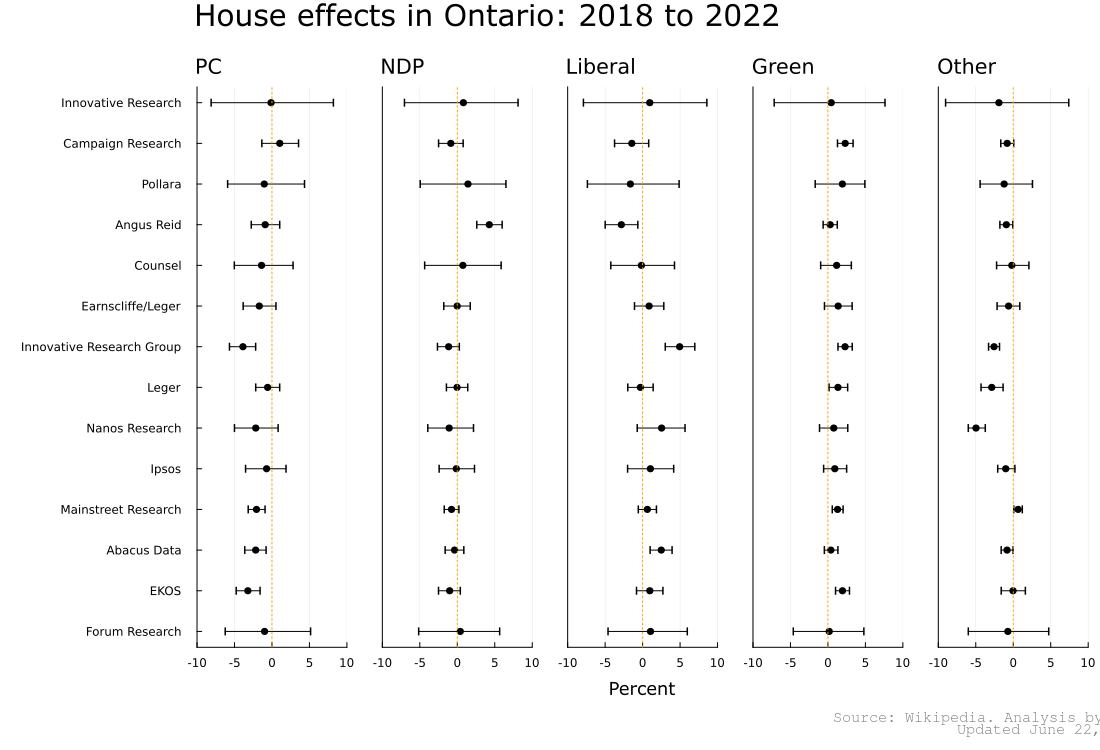 House effects in Ontario: 2018 to 2022
PC NDP Liberal Green Other
Innovative Research
Campaign Research
Pollara
Angus Reid
Counsel
Earnscliffe/Leger
Innovative Research Group
Leger
Nanos Research
Ipsos
Mainstreet Research
Abacus Data
EKOS
Forum Research
-10 -5 0 5 10 -10 -5 0 5 10 -10 -5 0 5 10 -10 -5 0 5 10 -10 -5 0 5 10
Percent
Source: Wikipedia. Analysis by
Updated June 22,